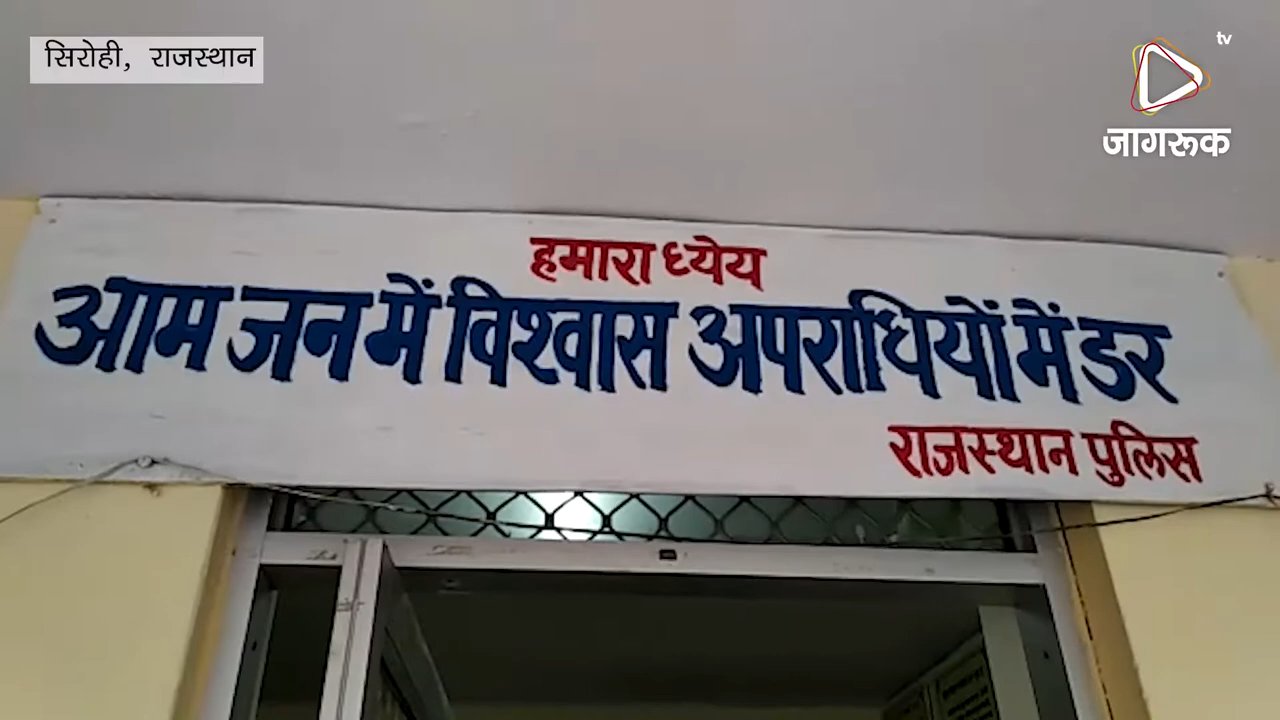 सिरोही, राजस्थान
tv
जागरूक
हमारा ध्येय
आम जन में विश्वास अपराधियों में डर
राजस्थान पुलिस